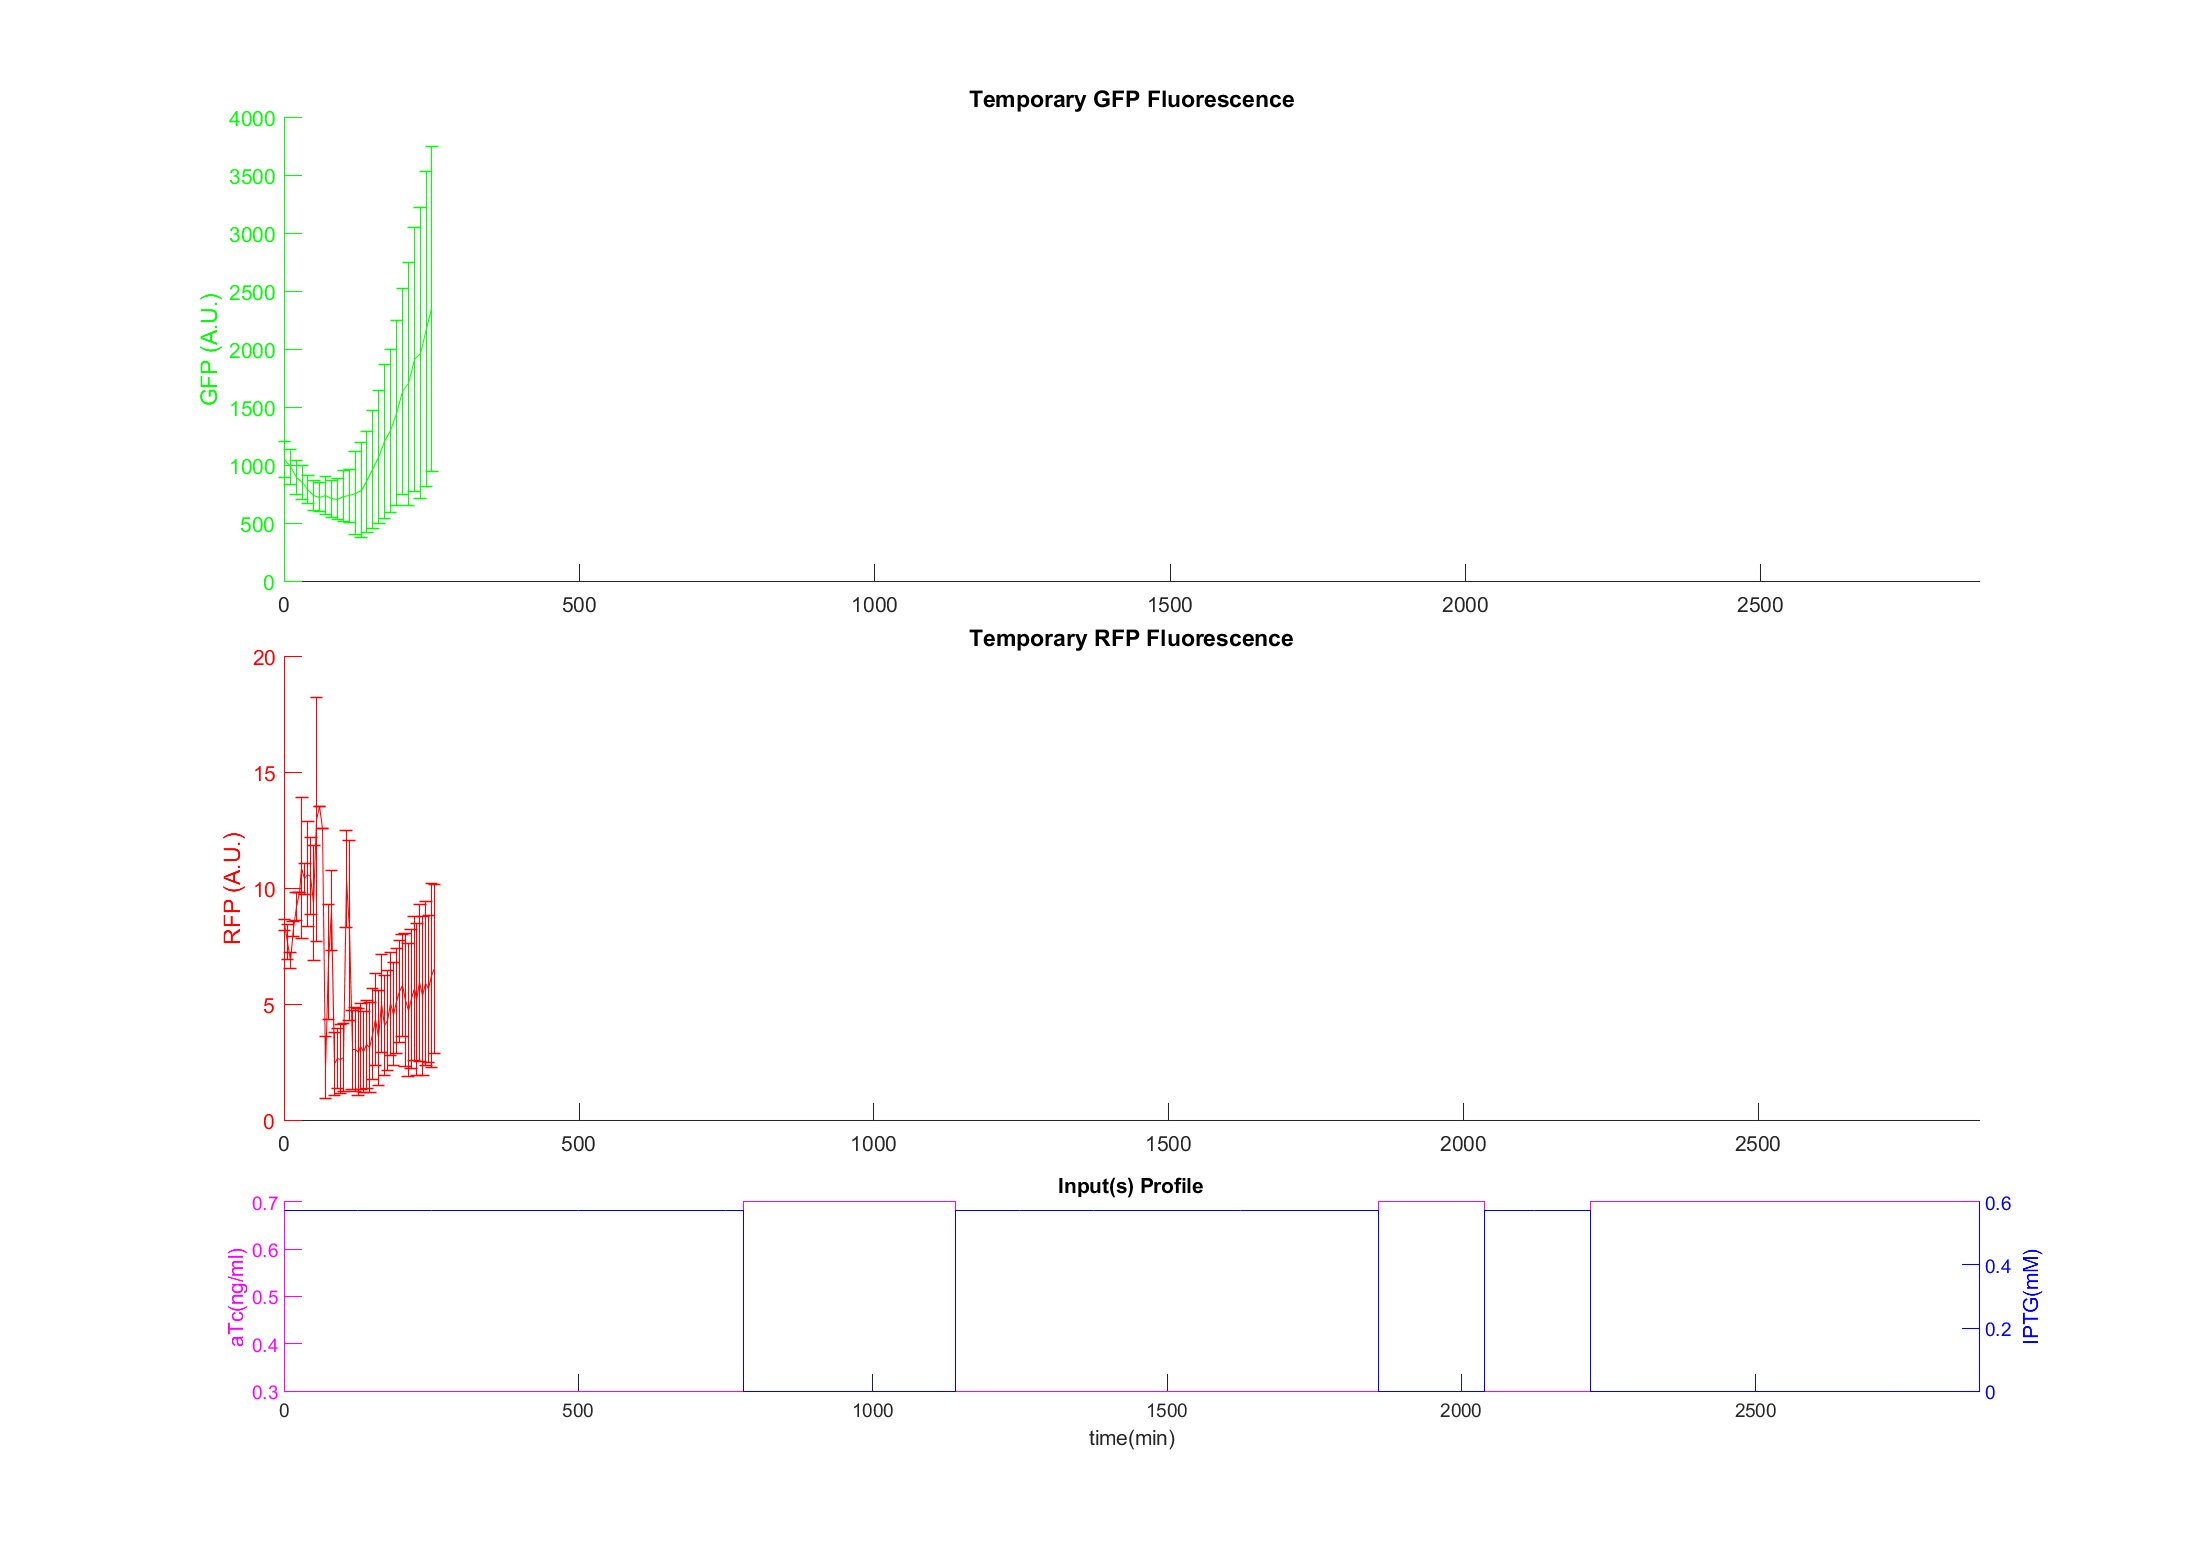 Temporary GFP Fluorescence
4000
3500
3000
2500
2000
1500
1000
500
0
GFP (A.U.)
0 500 1000 1500 2000 2500
Temporary RFP Fluorescence
20
15
10
5
0
RFP (A.U.)
0 500 1000 1500 2000 2500
Input(s) Profile
0.7
0.6
0.5
0.4
0.3
aTc(ng/ml)
0.6
0.4
0.2
0
IPTG(mM)
0 500 1000 1500 2000 2500
time(min)